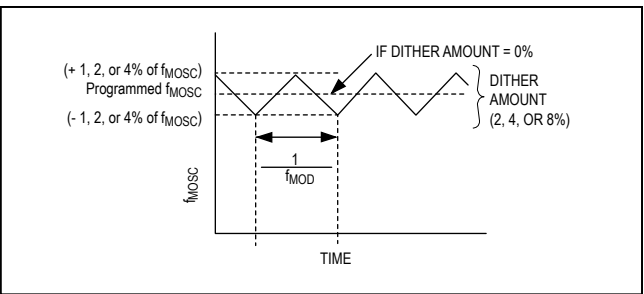 IF DITHER AMOUNT = 0%
(+ 1, 2, or 4% of fMOSC)
Programmed fMOSC
(- 1, 2, or 4% of fMOSC)
DITHER
AMOUNT
(2, 4, OR 8%)
1
fMOD
fMOSC
TIME